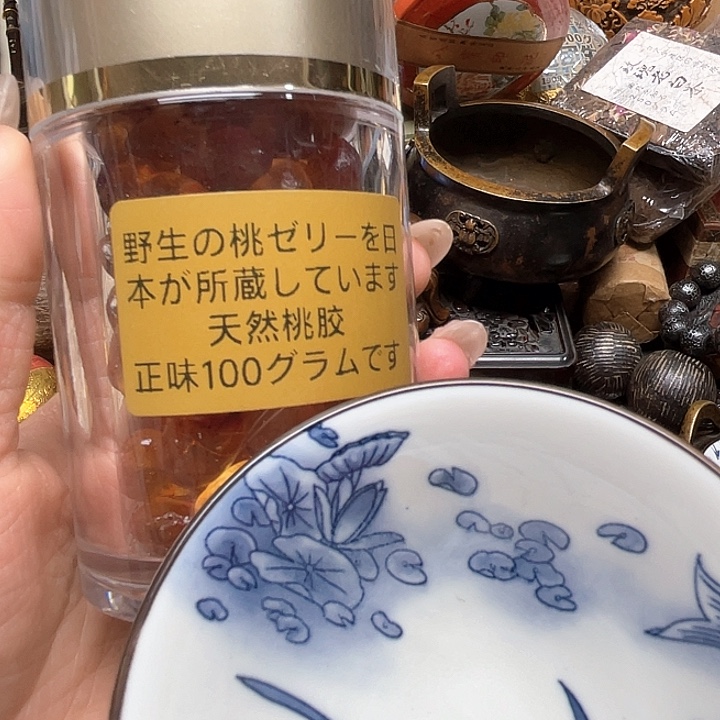 野生の桃ゼリーを日
本が所蔵しています
天然桃胶
正味100グラムです